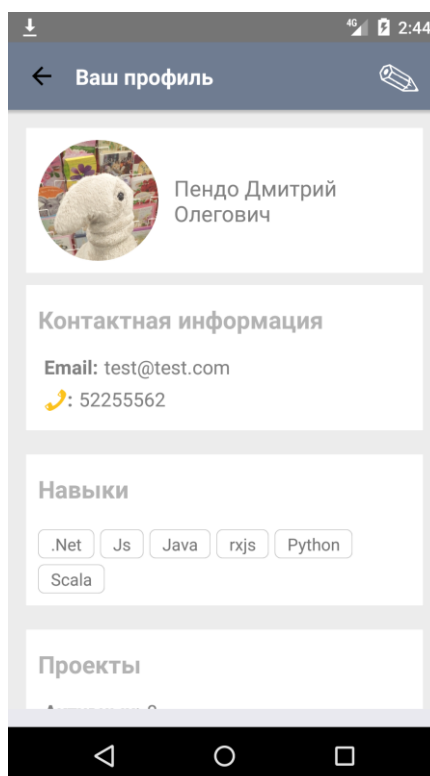 4G 2:44
Ваш профиль
Пендо Дмитрий
Олегович
Контактная информация
Email: test@test.com
: 52255562
Навыки
.Net Js Java rxjs Python
Scala
Проекты